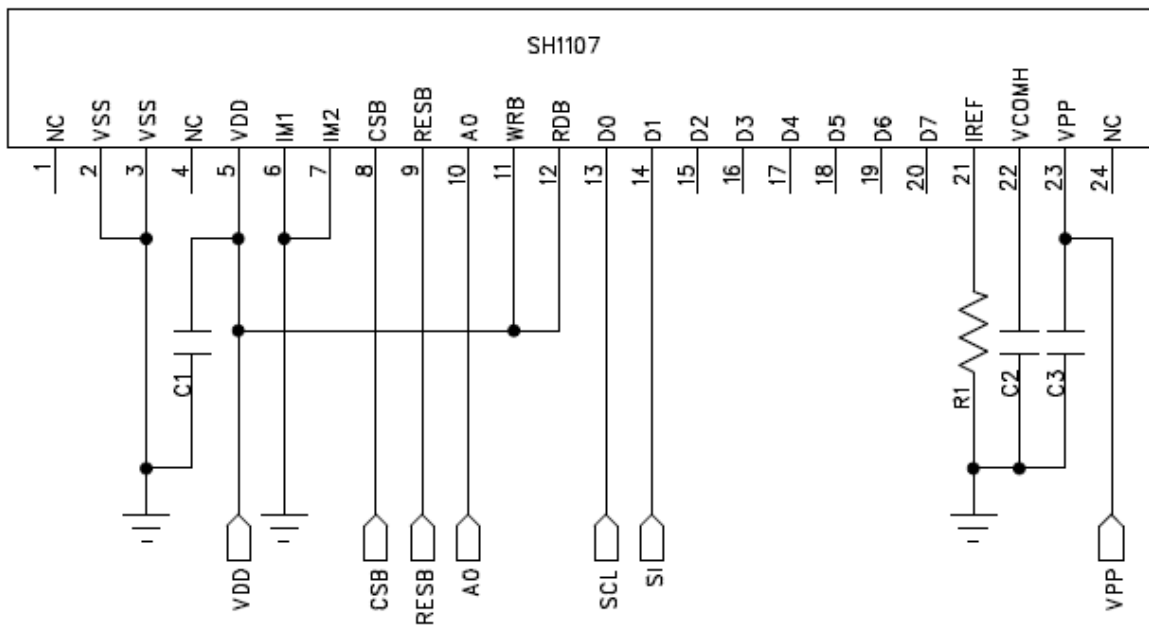 SH1107
NC VSS VSS NC VDD IM1 IM2 CSB RESB A0 WRB RDB D0 D1 D2 D3 D4 D5 D6 D7 IREF VCOMH VPP NC
1 2 3 4 5 6 7 8 9 10 11 12 13 14 15 16 17 18 19 20 21 22 23 24
C1 R1 C2 C3
VDD CSB RESB A0 SCL SI VPP